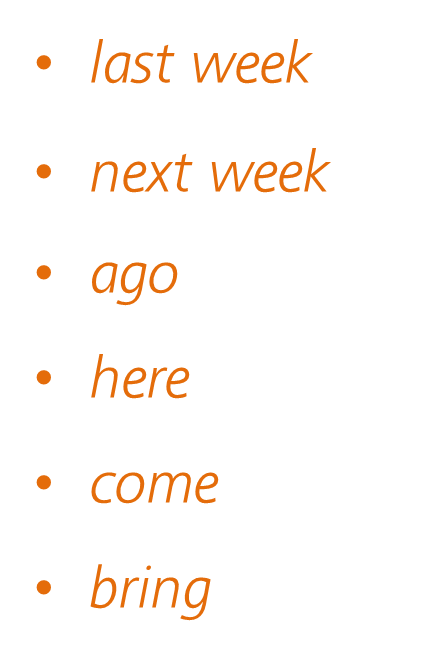 • last week
• next week
• ago
• here
• come
• bring